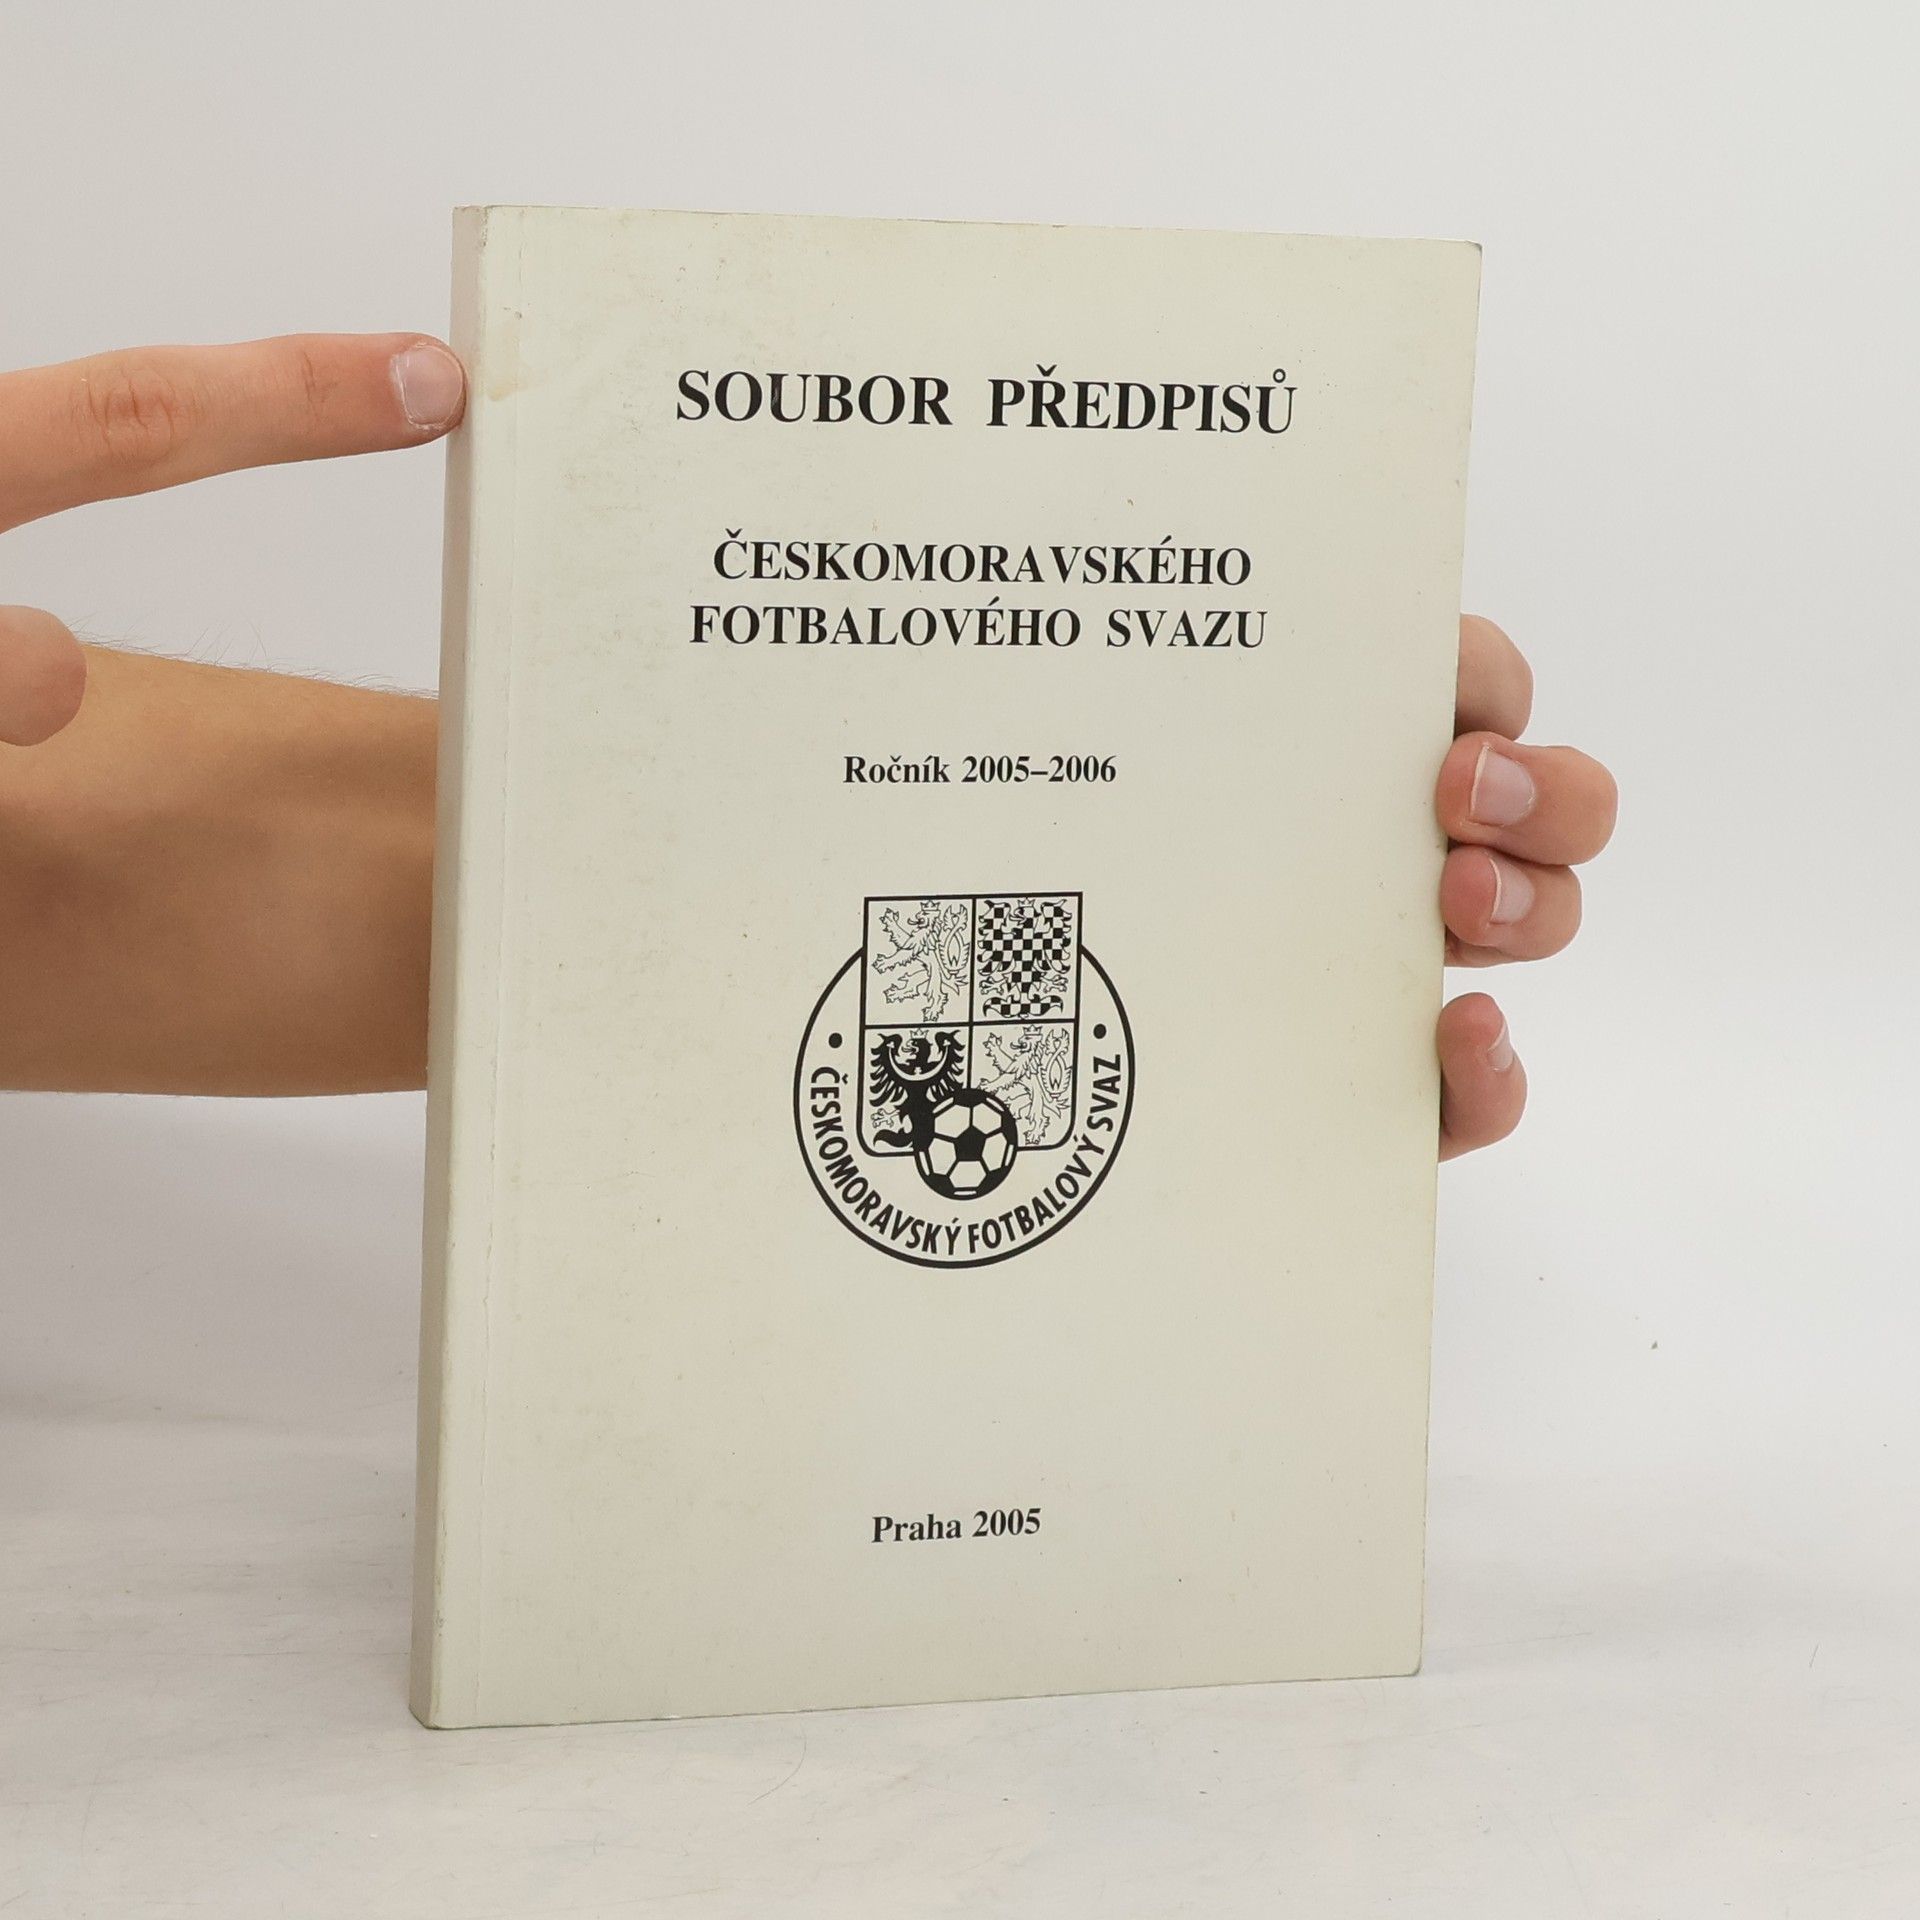 SOUBOR PŘEDPISŮ
ČESKOMORAVSKÉHO
FOTBALOVÉHO SVAZU
Ročník 2005–2006
• ČESKOMORAVSKÝ FOTBALOVÝ SVAZ •
Praha 2005